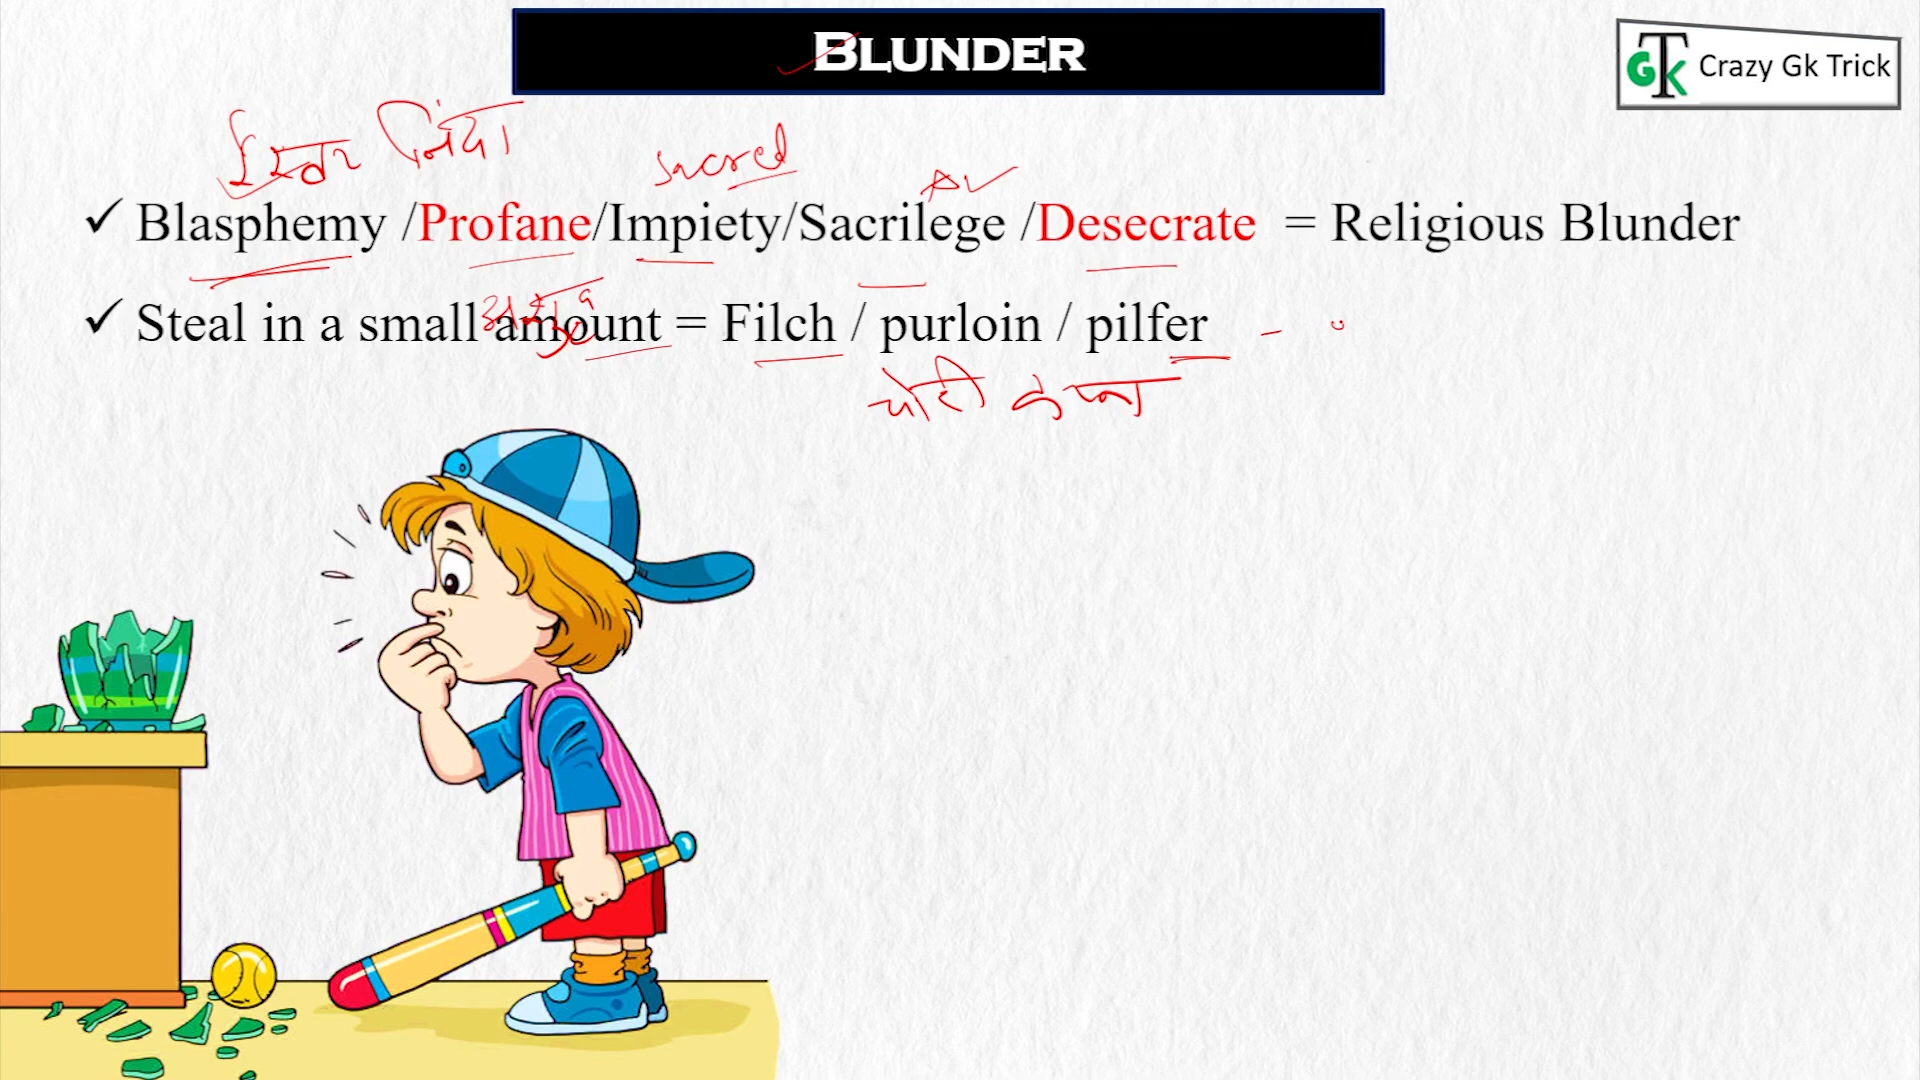 BLUNDER
GTK Crazy Gk Trick
ईश्वर निंदा
sacred
✓ Blasphemy /Profane/Impiety/Sacrilege /Desecrate = Religious Blunder
✓ Steal in a small amount = Filch / purloin / pilfer -
चोरी करना